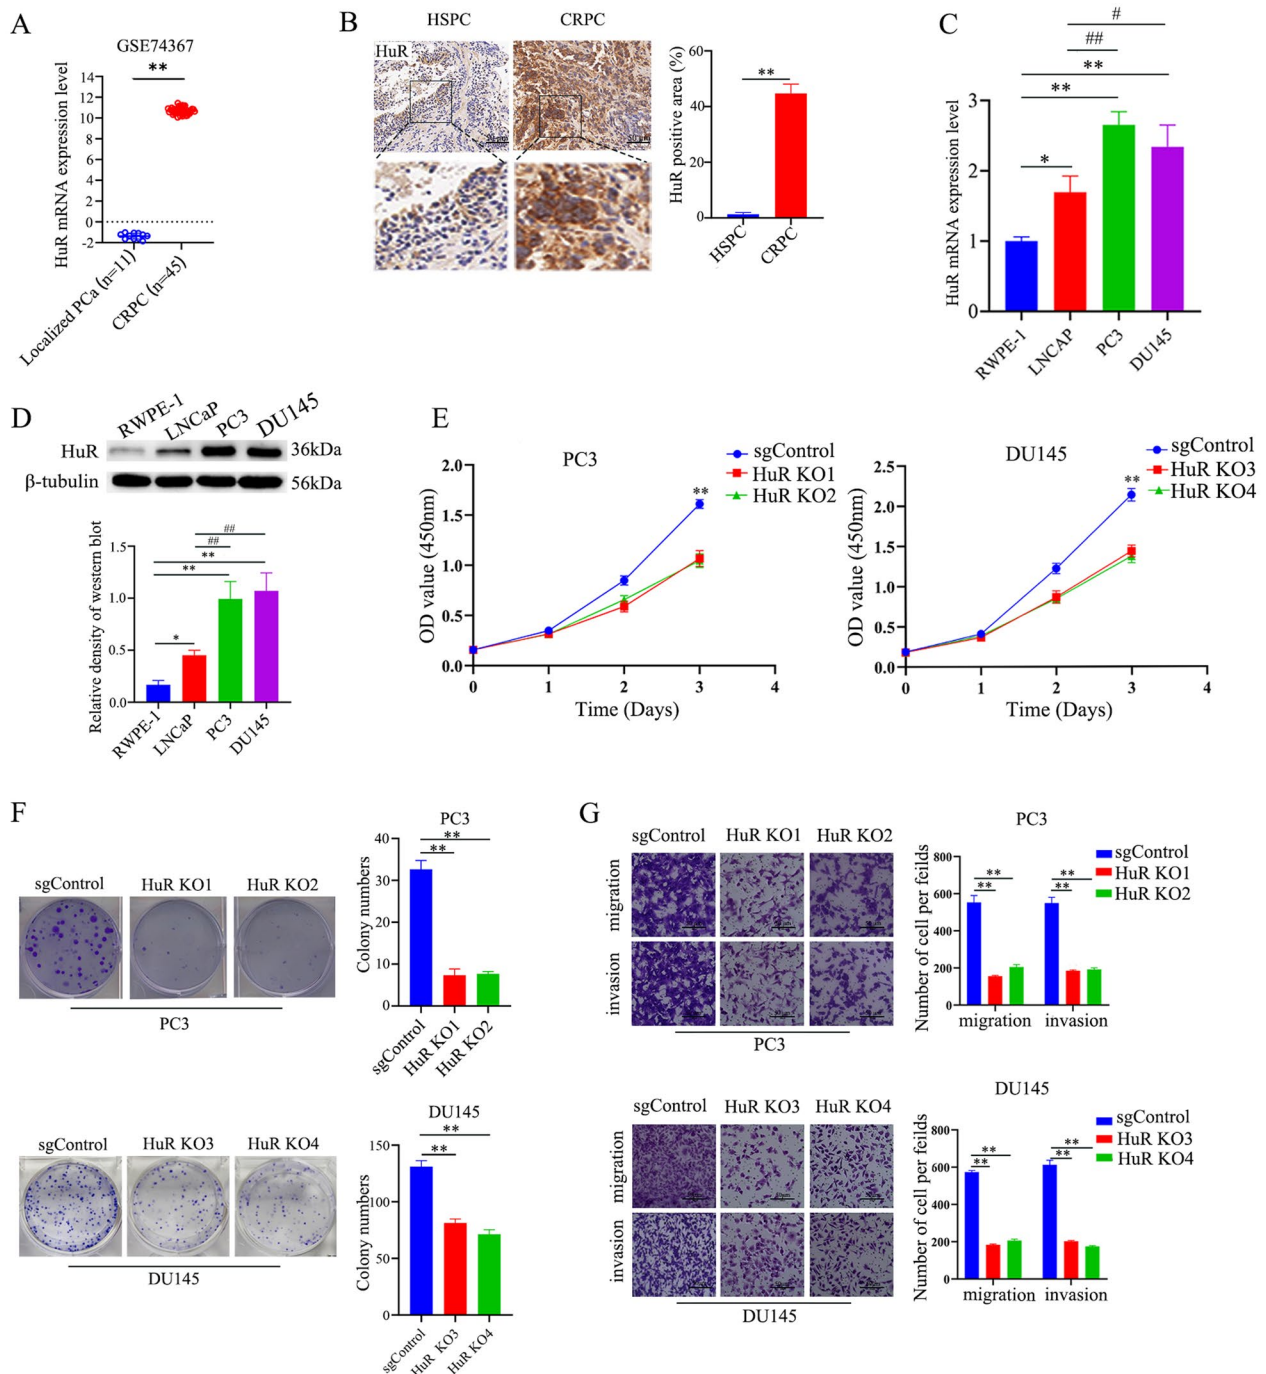 A
GSE74367
**
HuR mRNA expression level
14
12
10
8
6
4
2
0
-2
Localized PCa (n=11)
CRPC (n=45)
B
HSPC
CRPC
HuR
50 μm
HuR positive area (%)
60
40
20
0
**
HSPC
CRPC
C
#
##
**
**
*
HuR mRNA expression level
3
2
1
0
RWPE-1
LNCAP
PC3
DU145
D
RWPE-1
LNCaP
PC3
DU145
HuR
36kDa
β-tubulin
56kDa
Relative density of western blot
1.5
1.0
0.5
0.0
##
##
**
**
*
RWPE-1
LNCaP
PC3
DU145
E
PC3
sgControl
HuR KO1
HuR KO2
**
OD value (450nm)
2.0
1.5
1.0
0.5
0.0
0 1 2 3 4
Time (Days)
DU145
sgControl
HuR KO3
HuR KO4
**
OD value (450nm)
2.5
2.0
1.5
1.0
0.5
0.0
0 1 2 3 4
Time (Days)
F
sgControl HuR KO1 HuR KO2
PC3
PC3
Colony numbers
40
30
20
10
0
**
**
sgControl
HuR KO1
HuR KO2
sgControl HuR KO3 HuR KO4
DU145
DU145
Colony numbers
150
100
50
0
**
**
sgControl
HuR KO3
HuR KO4
G
sgControl HuR KO1 HuR KO2
migration
invasion
PC3
PC3
sgControl
HuR KO1
HuR KO2
Number of cell per feilds
800
600
400
200
0
**
**
**
**
migration invasion
sgControl HuR KO3 HuR KO4
migration
invasion
DU145
DU145
sgControl
HuR KO3
HuR KO4
Number of cell per feilds
800
600
400
200
0
**
**
**
**
migration invasion